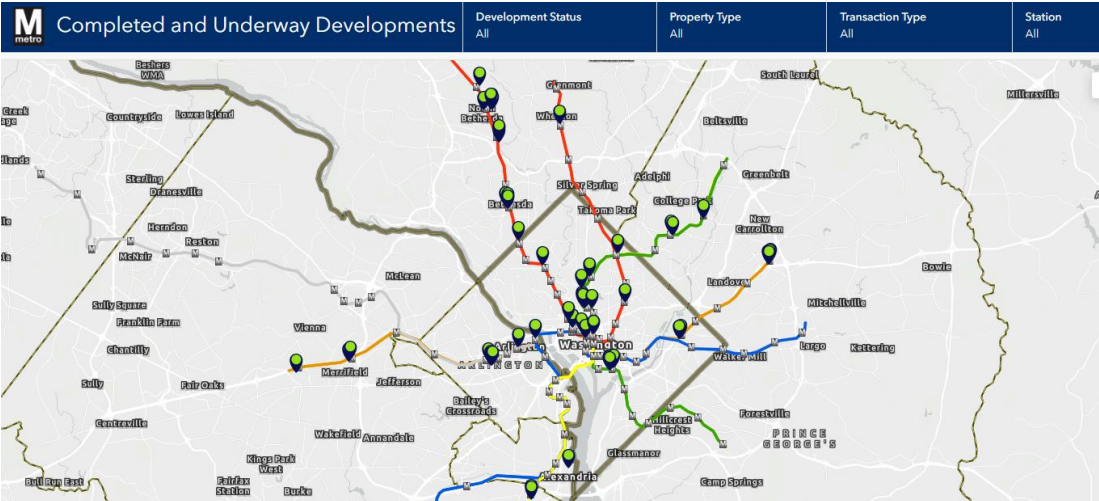 M
metro
Completed and Underway Developments
Development Status
All
Property Type
All
Transaction Type
All
Station
All
Beshers
WMA
South Laurel
Glenmont
Millersville
Creek
Countryside
Lowes Island
North
Bethesda
Wheaton
Beltsville
Sterling
Dranesville
Silver Spring
Adelphi
Greenbelt
Bethesda
Takoma Park
College Park
New
Carrollton
Herndon
Reston
McNair
McLean
Landover
Bowie
Sully Square
Franklin Farm
Mitchellville
Vienna
Chantilly
Arlington
Washington
ARLINGTON
Walker Mill
Largo
Kettering
Merrifield
Sully
Fair Oaks
Jefferson
Bailey's
Crossroads
Hillcrest
Heights
Forestville
Centreville
Wakefield
Annandale
PRINCE
GEORGE'S
Kings Park
West
Glassmanor
Bull Run East
Fairfax
Station
Burke
Alexandria
Camp Springs